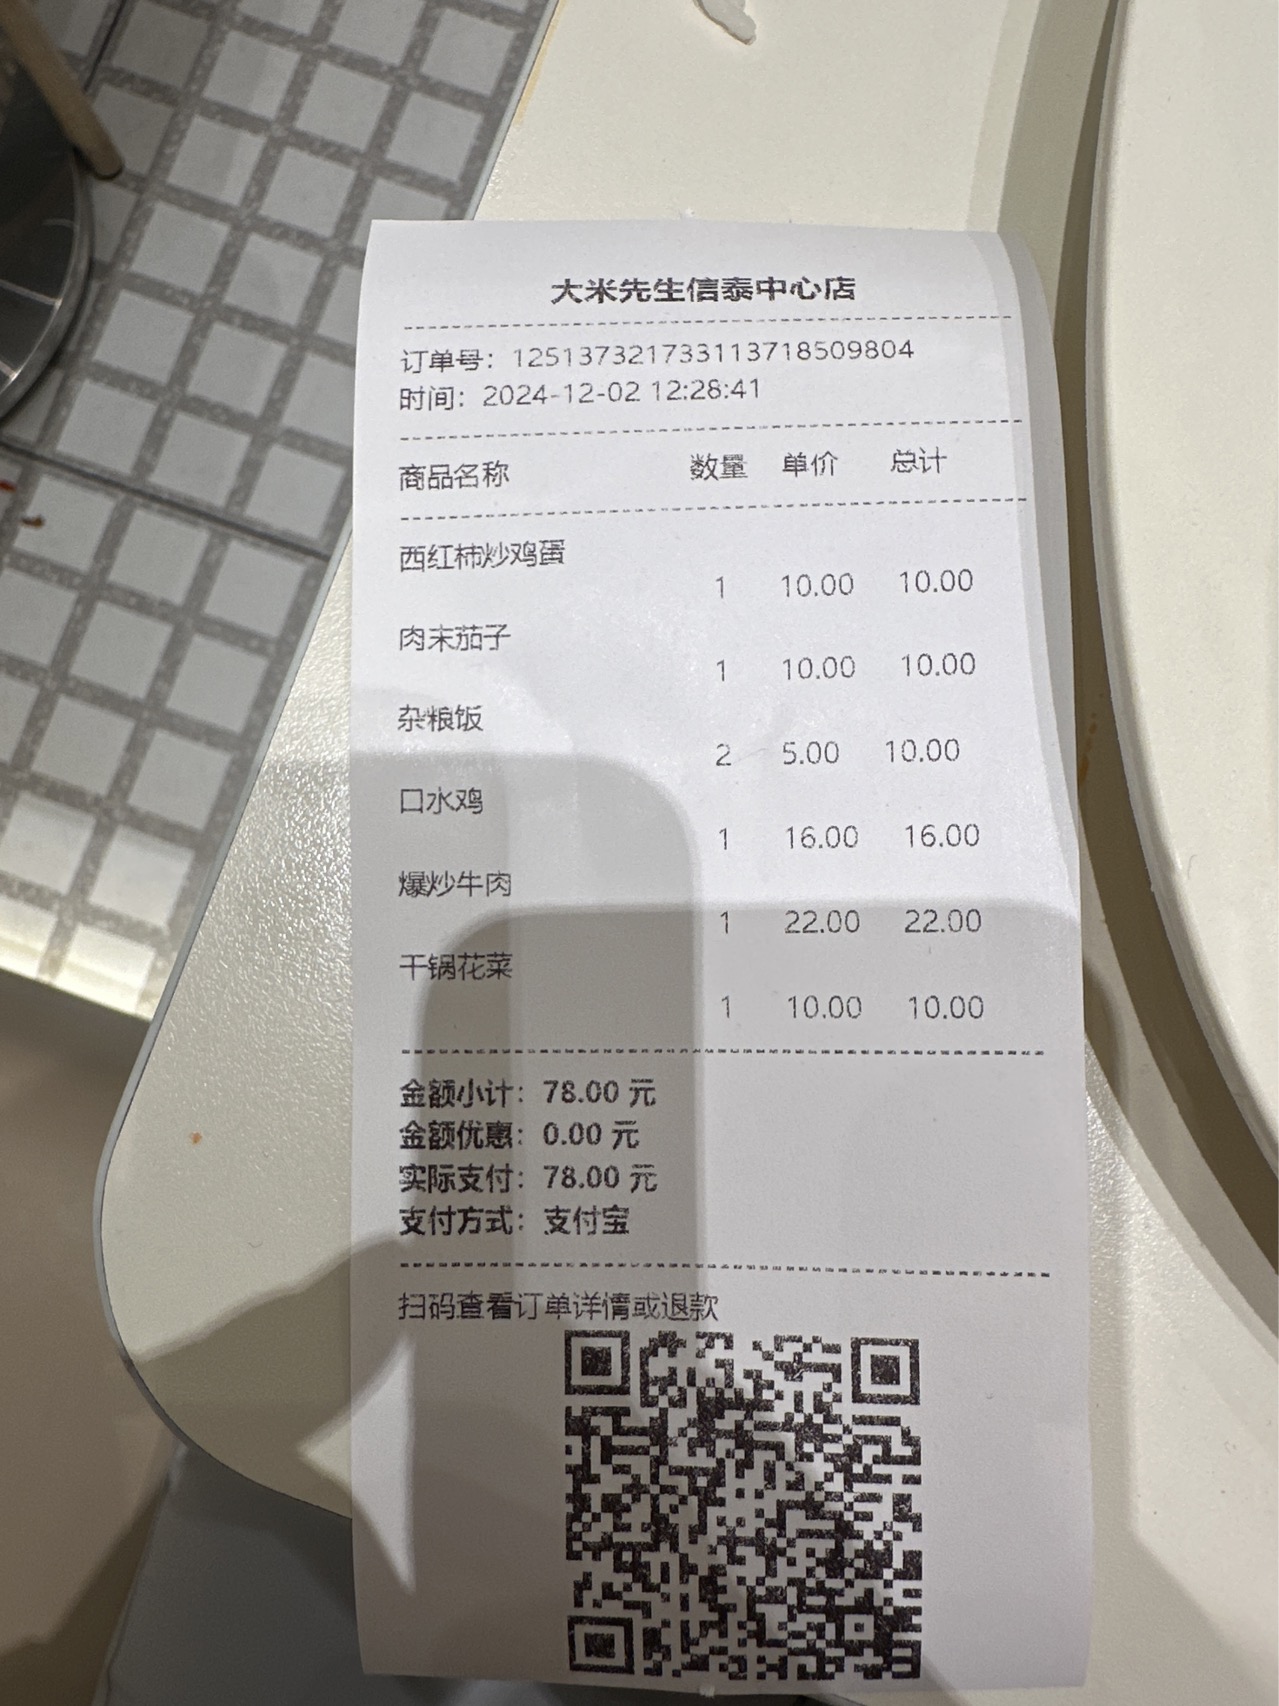 大米先生信泰中心店
订单号：125137321733113718509804
时间：2024-12-02 12:28:41
商品名称 数量 单价 总计
西红柿炒鸡蛋
1 10.00 10.00
肉末茄子
1 10.00 10.00
杂粮饭
2 5.00 10.00
口水鸡
1 16.00 16.00
爆炒牛肉
1 22.00 22.00
干锅花菜
1 10.00 10.00
金额小计：78.00 元
金额优惠：0.00 元
实际支付：78.00 元
支付方式：支付宝
扫码查看订单详情或退款